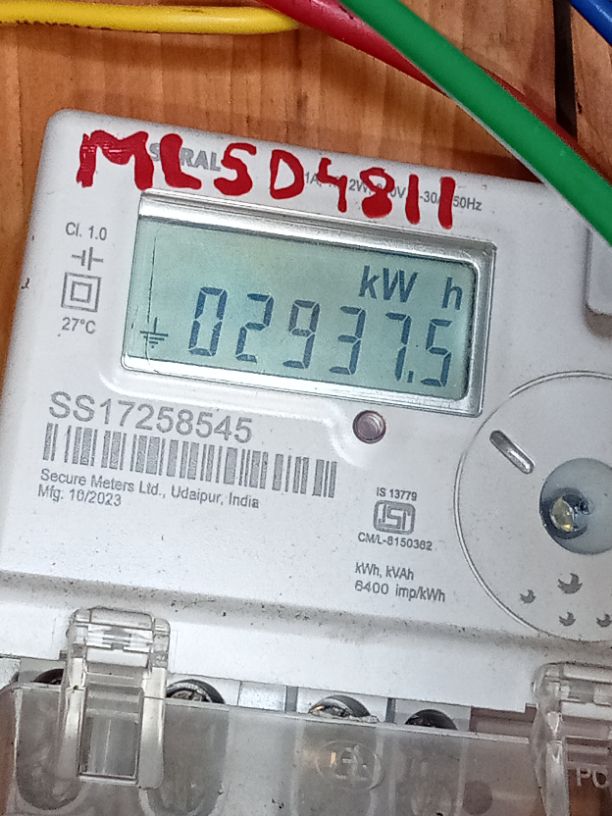 MLSD4811
Cl. 1.0
27°C
kW h
02937.5
SS17258545
Secure Meters Ltd., Udaipur, India
Mfg. 10/2023
IS 13779
ISI
CM/L-8150362
kWh, kVAh
6400 imp/kWh